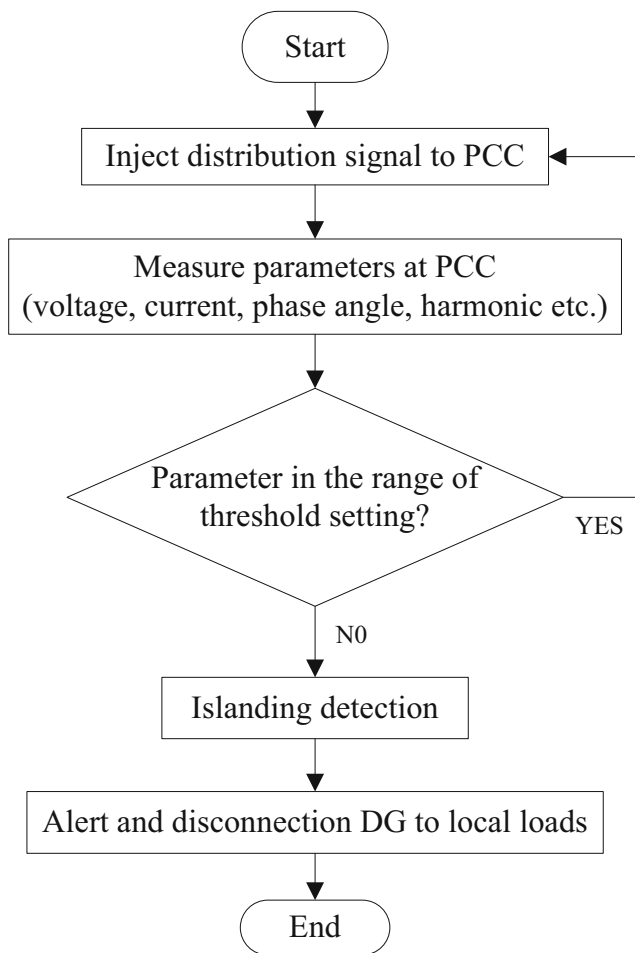 Start
Inject distribution signal to PCC
Measure parameters at PCC
(voltage, current, phase angle, harmonic etc.)
Parameter in the range of
threshold setting?
YES
N0
Islanding detection
Alert and disconnection DG to local loads
End